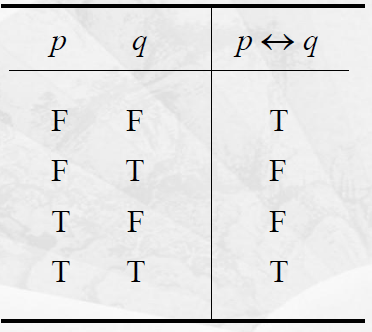 p q p ↔ q
F F T
F T F
T F F
T T T